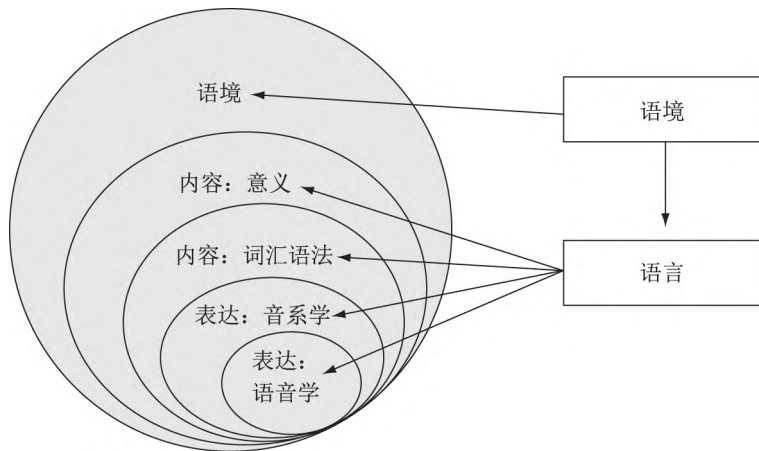 语境
语境
内容：意义
内容：词汇语法
语言
表达：音系学
表达：
语音学